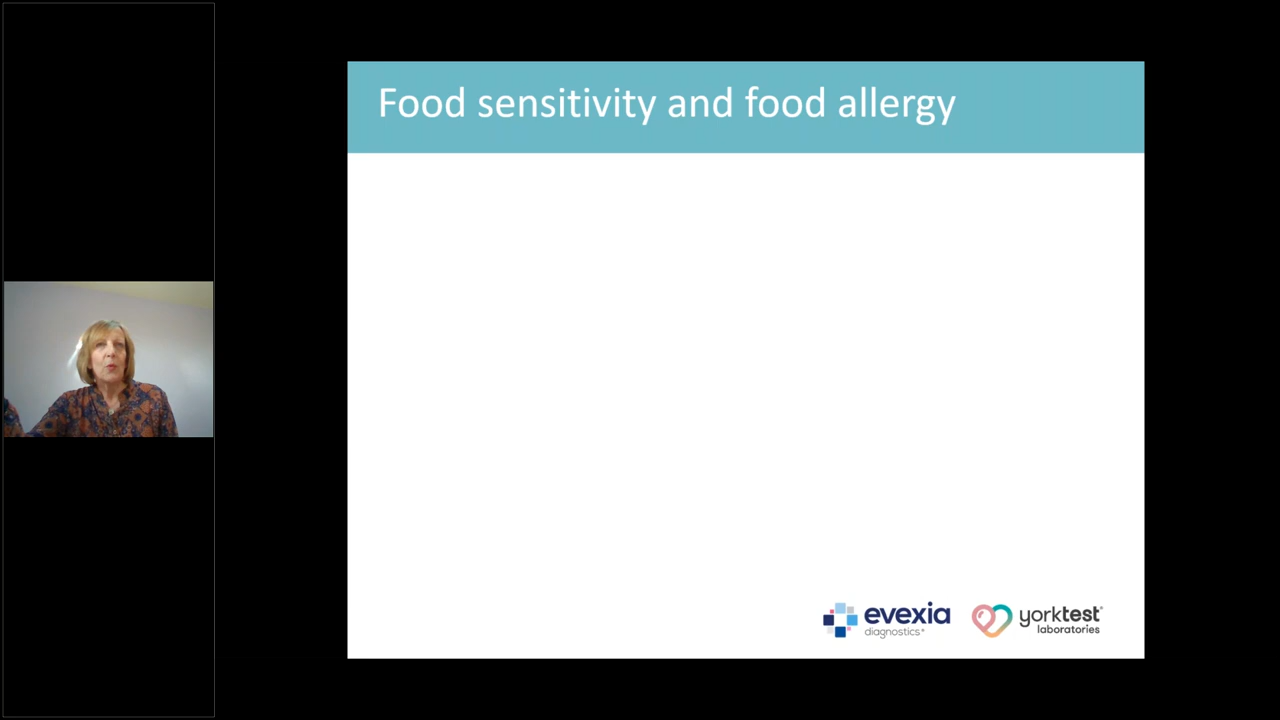 Food sensitivity and food allergy
evexia
diagnostics
yorktest
laboratories